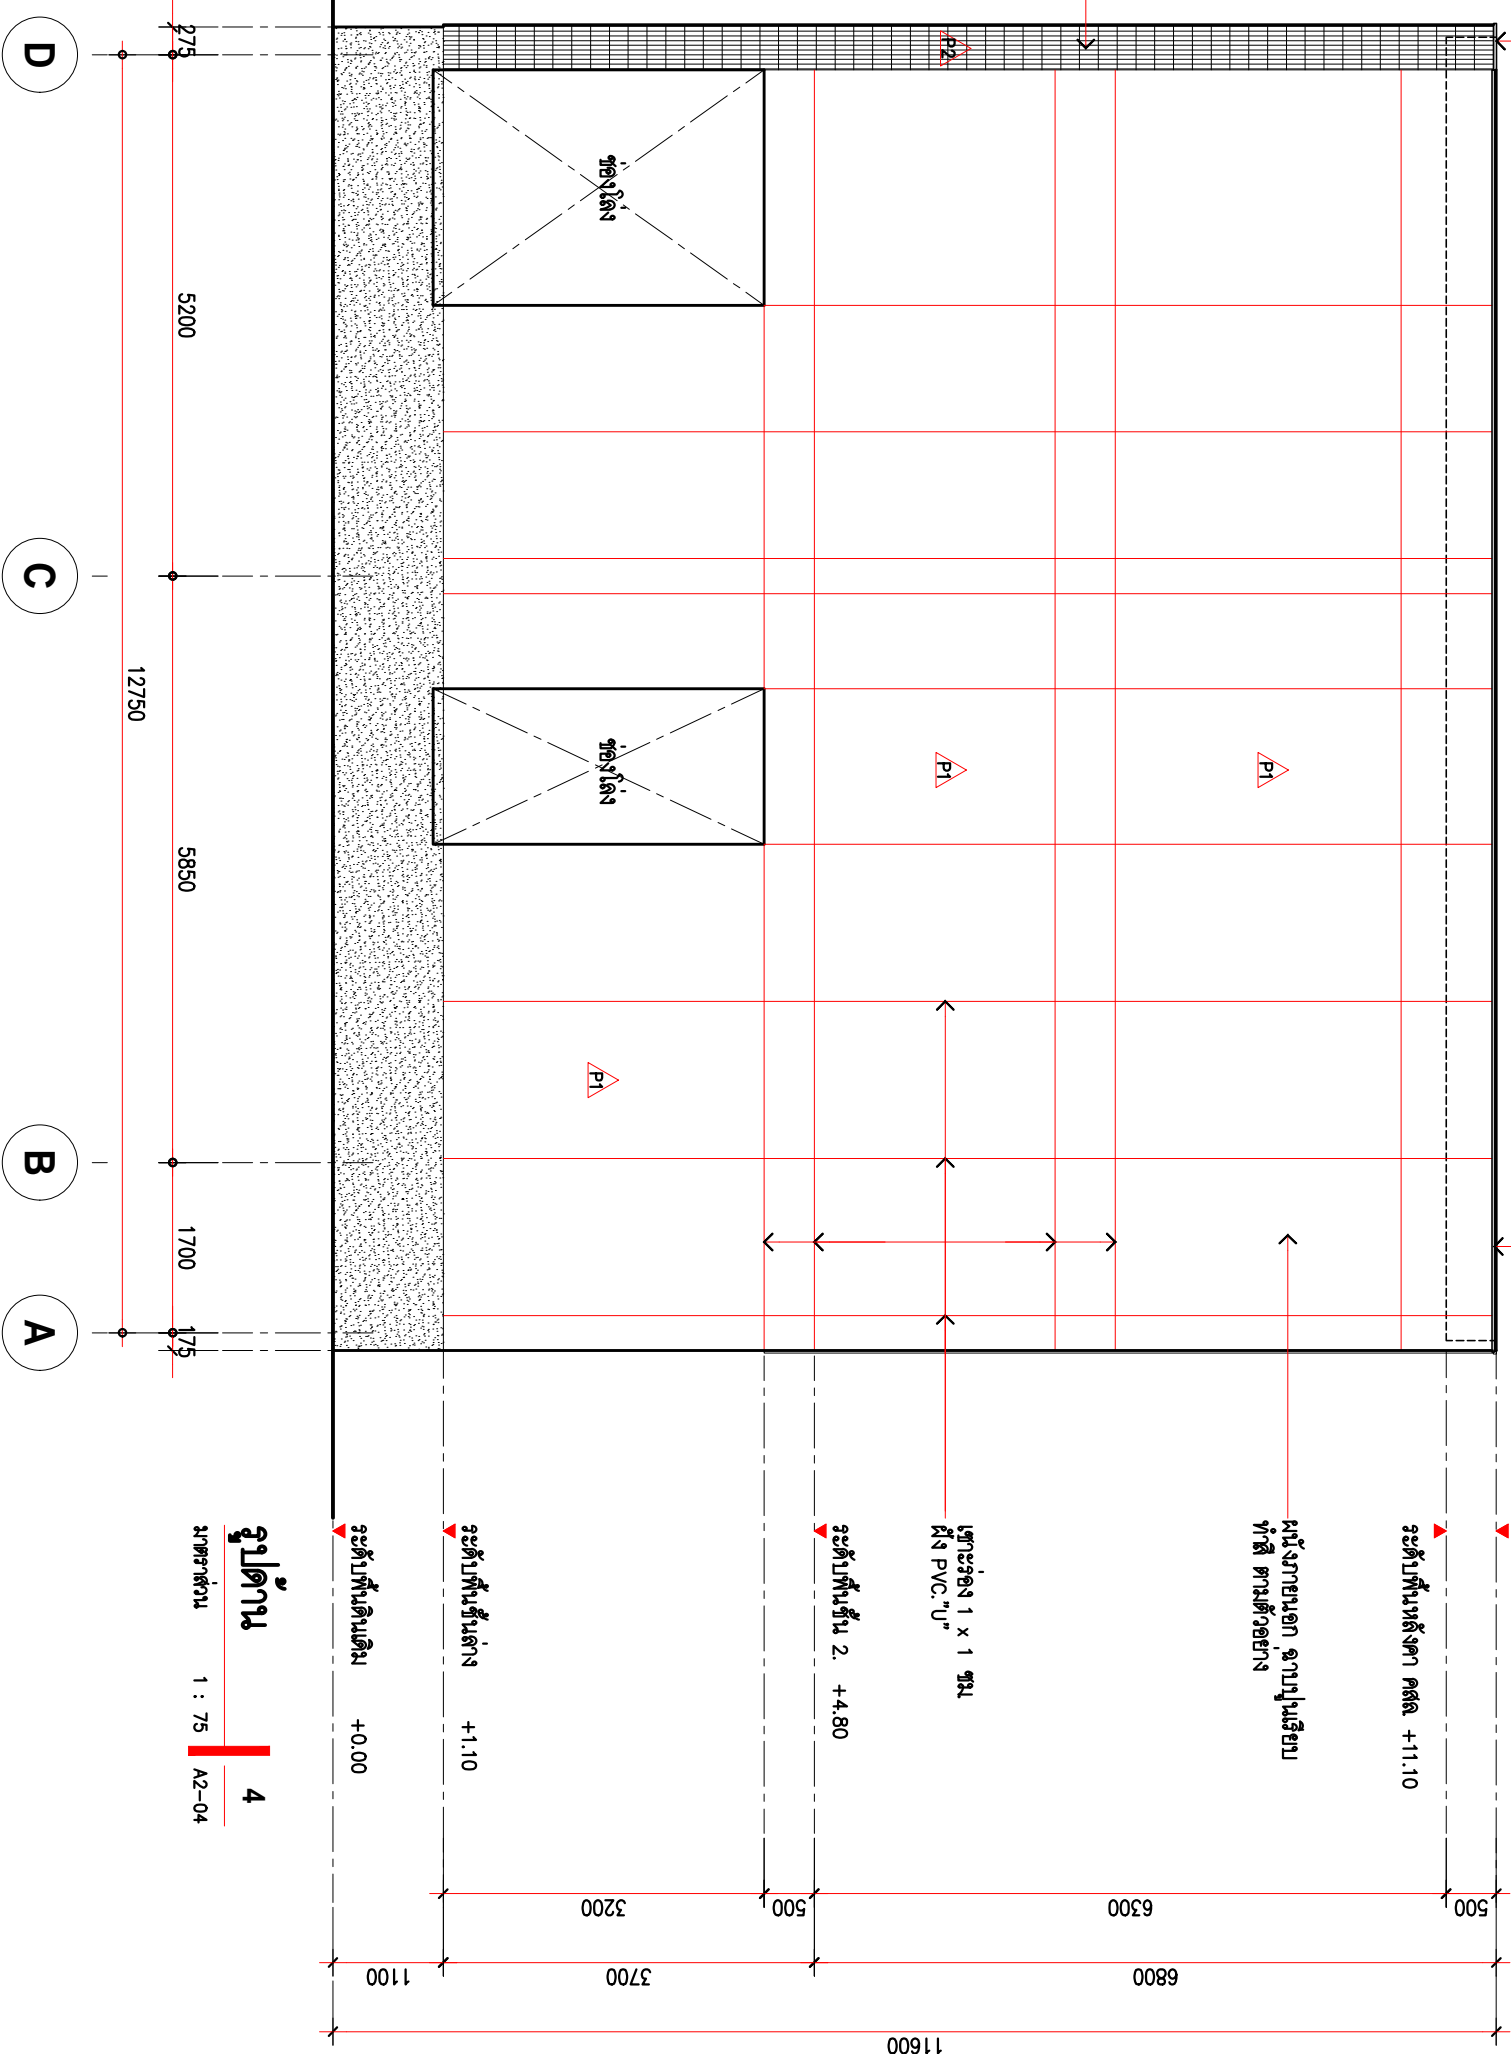 D
C
B
A
275
5200
5850
1700
175
12750
P2
ช่องโล่ง
ช่องโล่ง
P1
P1
P1
ระดับพื้นหลังคา คสล. +11.10
ผนังภายนอก ฉาบปูนเรียบ
ทำสี ตามตัวอย่าง
เซาะร่อง 1 x 1 ซม
ฝัง PVC."U"
ระดับพื้นชั้น 2. +4.80
ระดับพื้นชั้นล่าง +1.10
ระดับพื้นดินเดิม +0.00
รูปด้าน 4
มาตราส่วน 1 : 75 A2-04
500
6300
500
3200
6800
3700
1100
11600